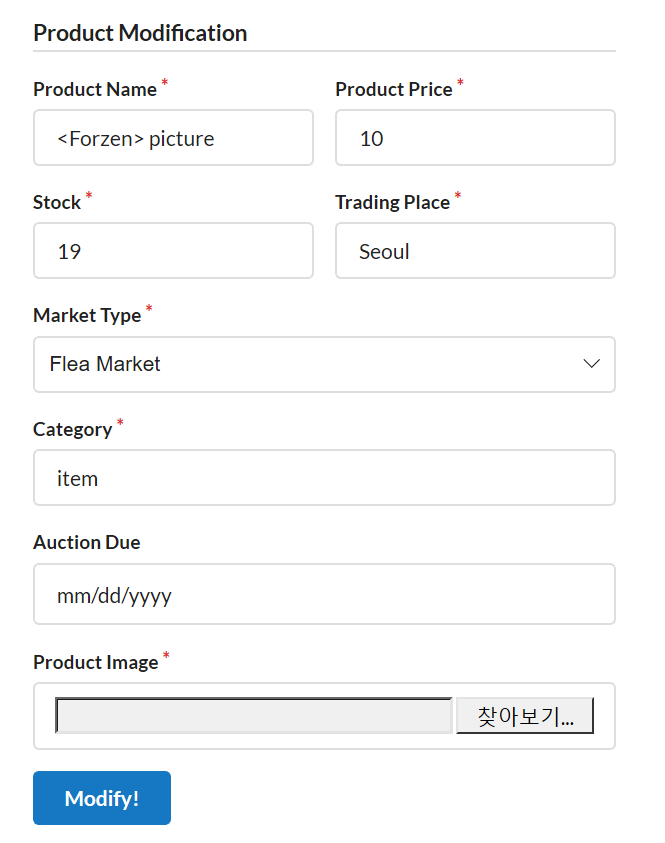 Product Modification
Product Name * Product Price *
<Forzen> picture 10
Stock * Trading Place *
19 Seoul
Market Type *
Flea Market
Category *
item
Auction Due
mm/dd/yyyy
Product Image *
찾아보기...
Modify!